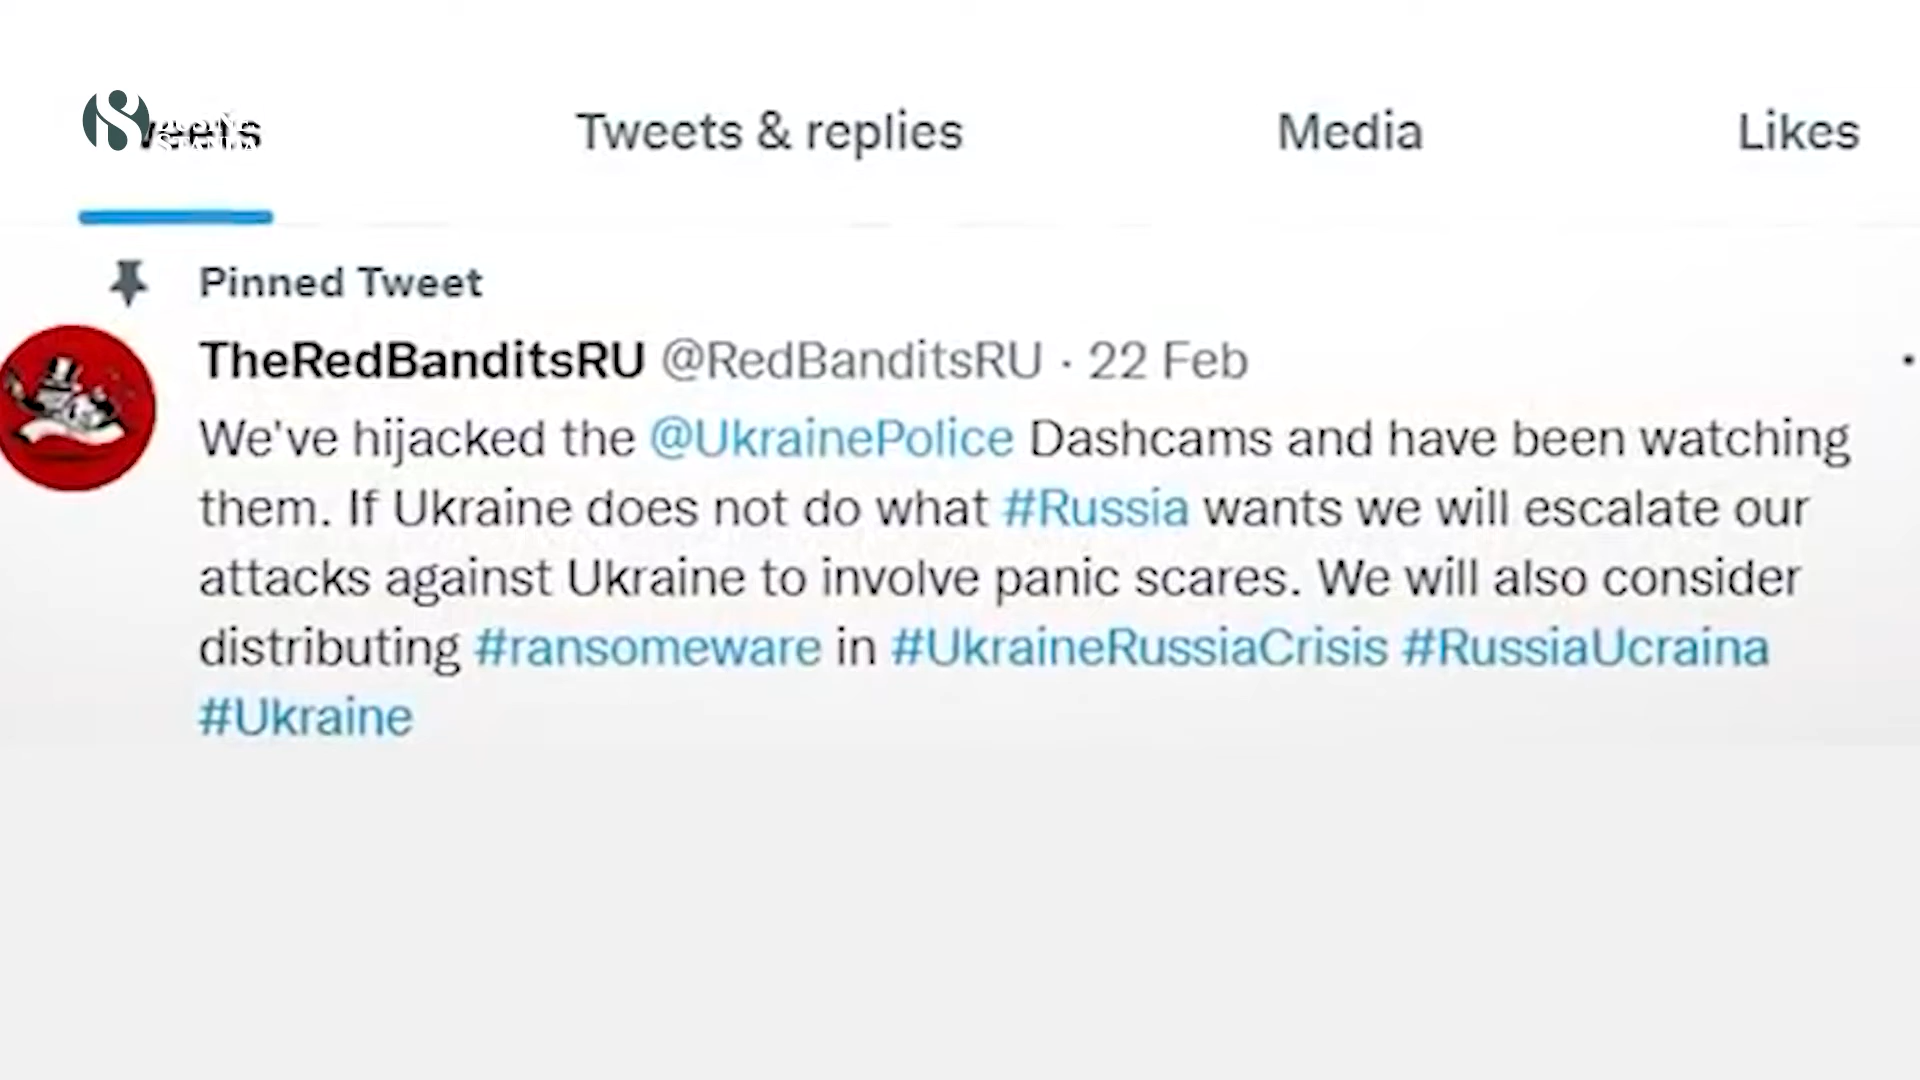 Tweets & replies
Media
Likes
Pinned Tweet
TheRedBanditsRU @RedBanditsRU · 22 Feb
We've hijacked the @UkrainePolice Dashcams and have been watching
them. If Ukraine does not do what #Russia wants we will escalate our
attacks against Ukraine to involve panic scares. We will also consider
distributing #ransomeware in #UkraineRussiaCrisis #RussiaUcraina
#Ukraine